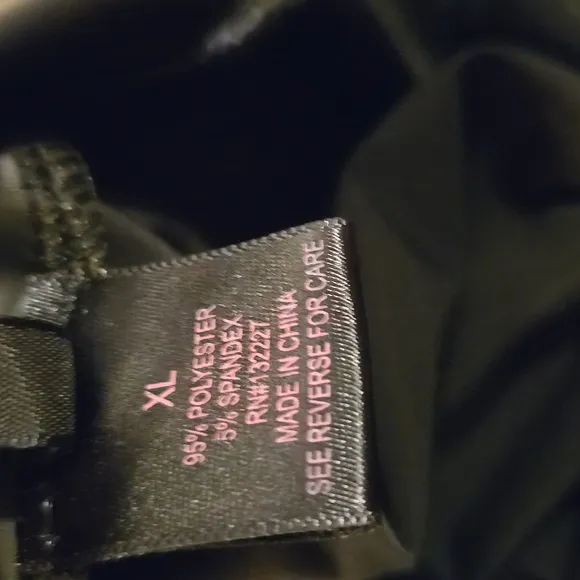 XL
95% POLYESTER
5% SPANDEX
RN#132227
MADE IN CHINA
SEE REVERSE FOR CARE